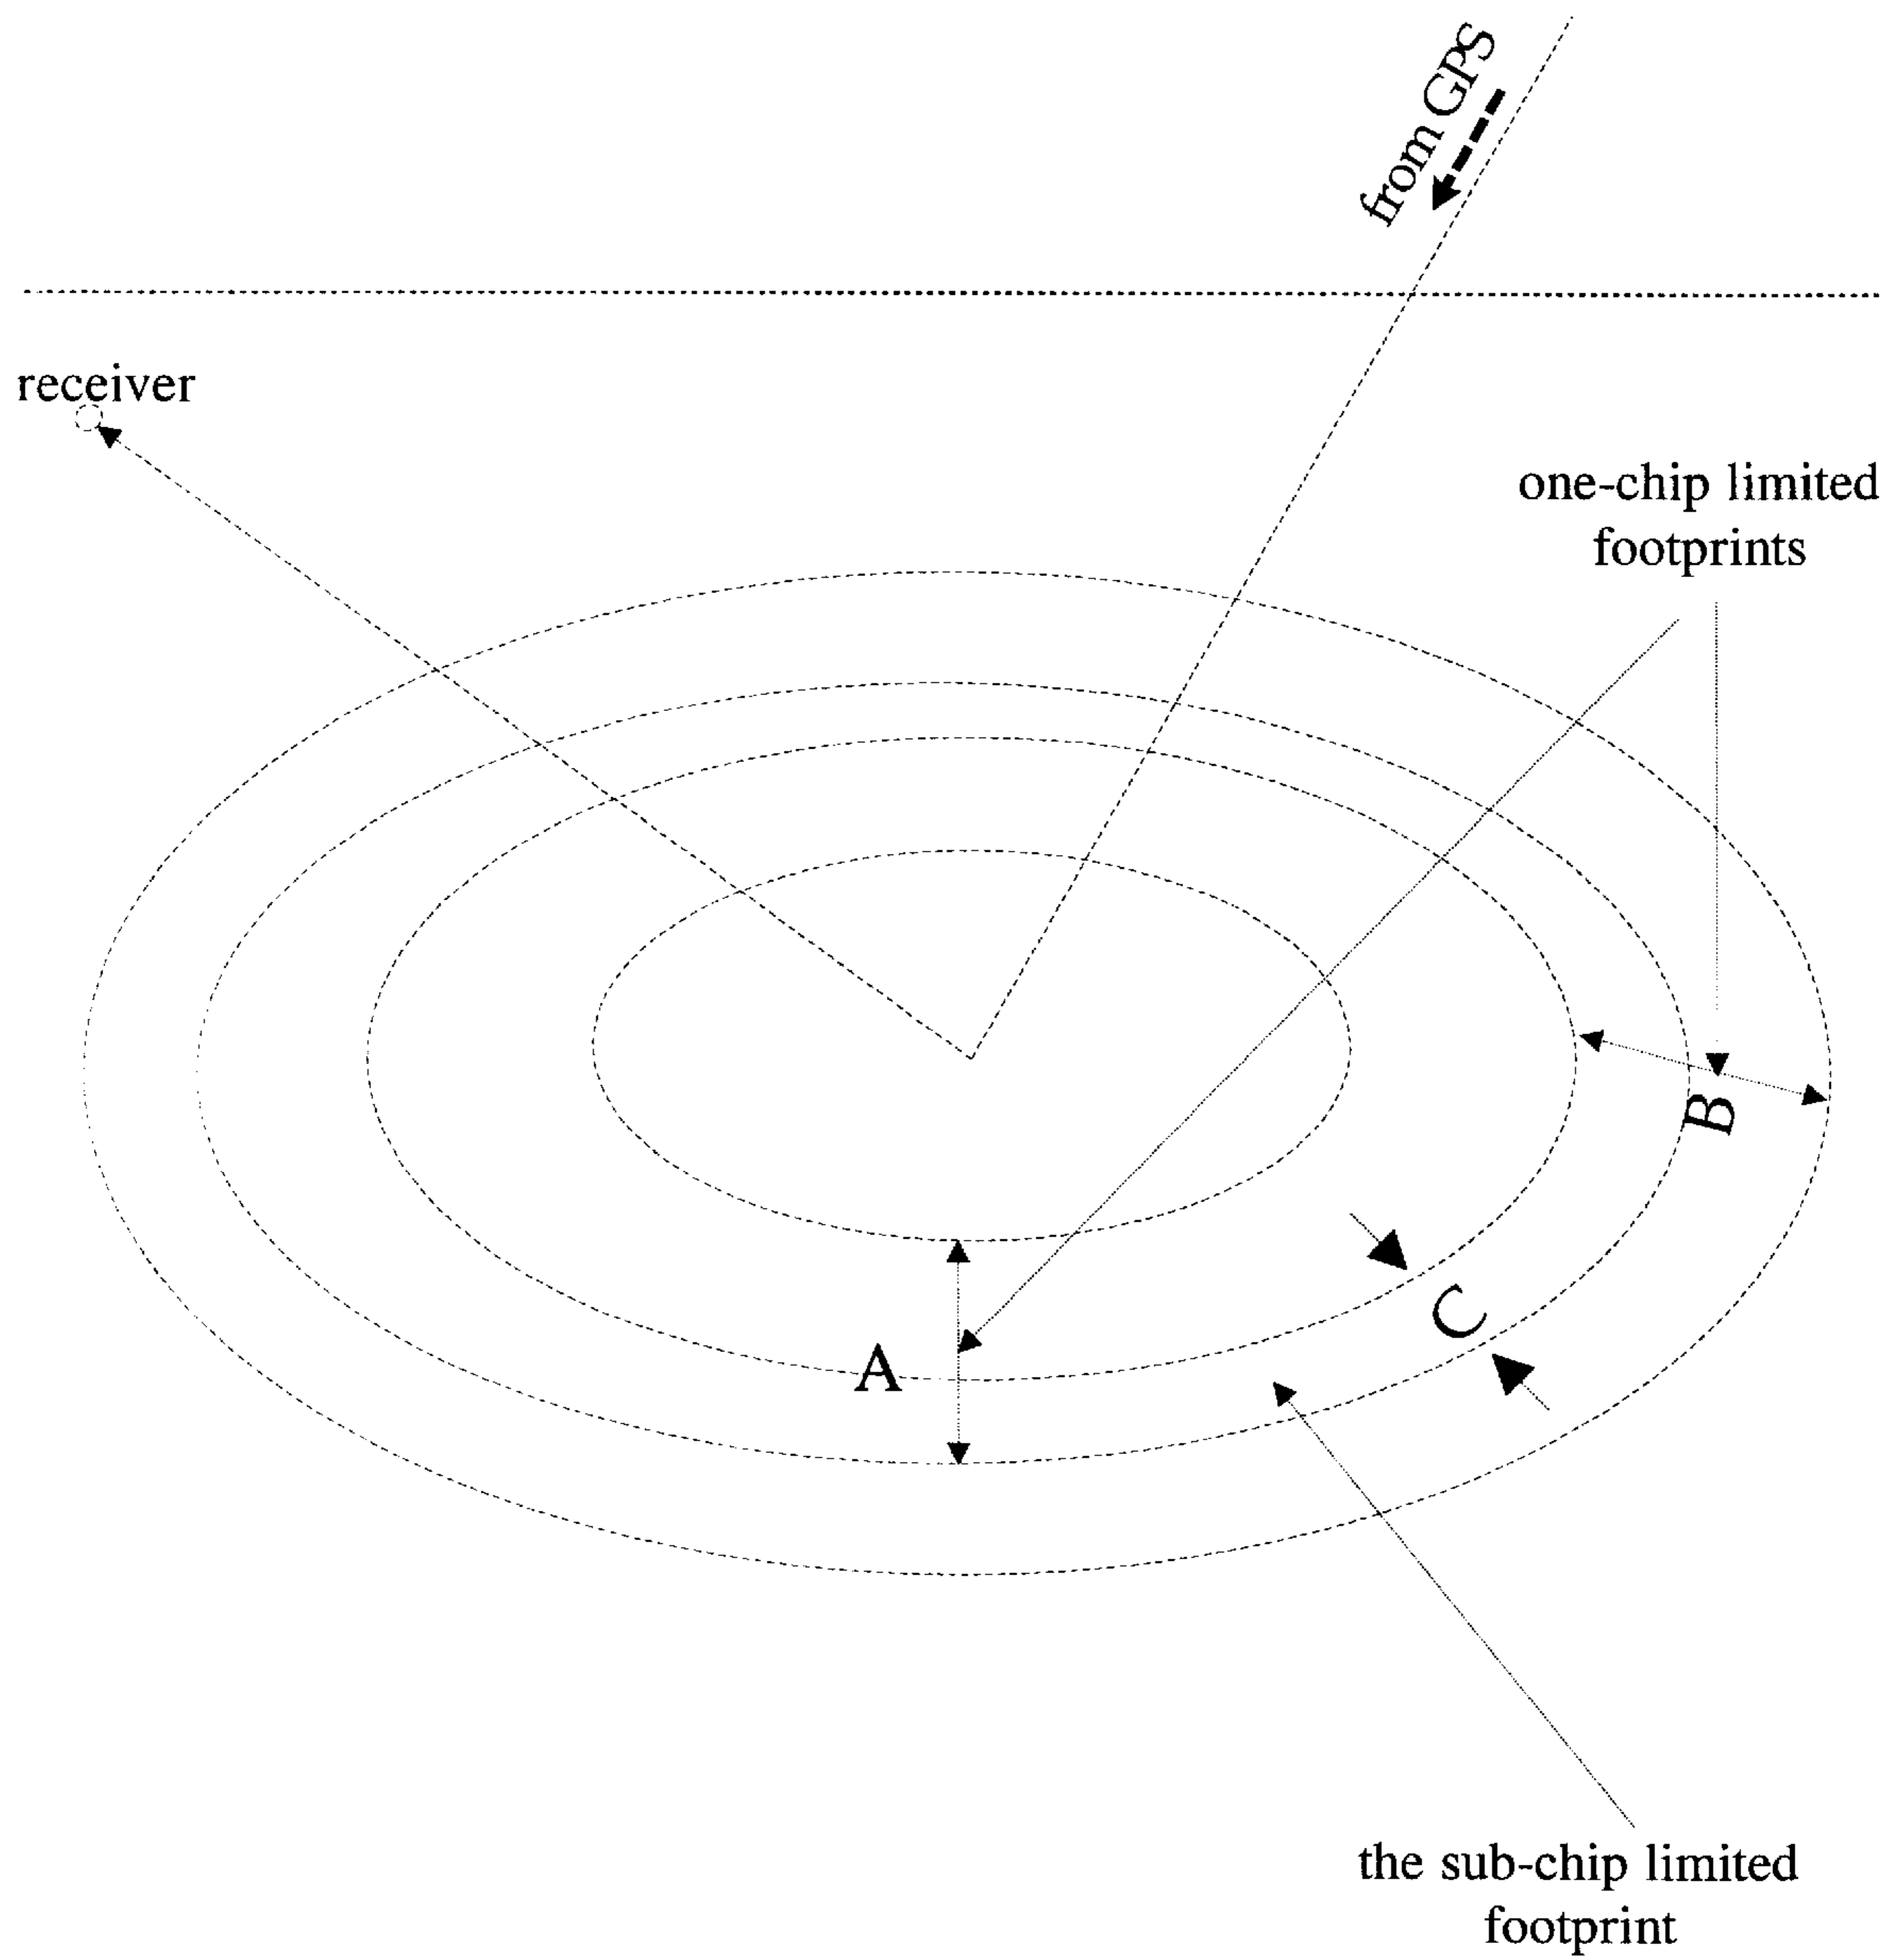 from GPS
receiver
one-chip limited
footprints
B
C
A
the sub-chip limited
footprint